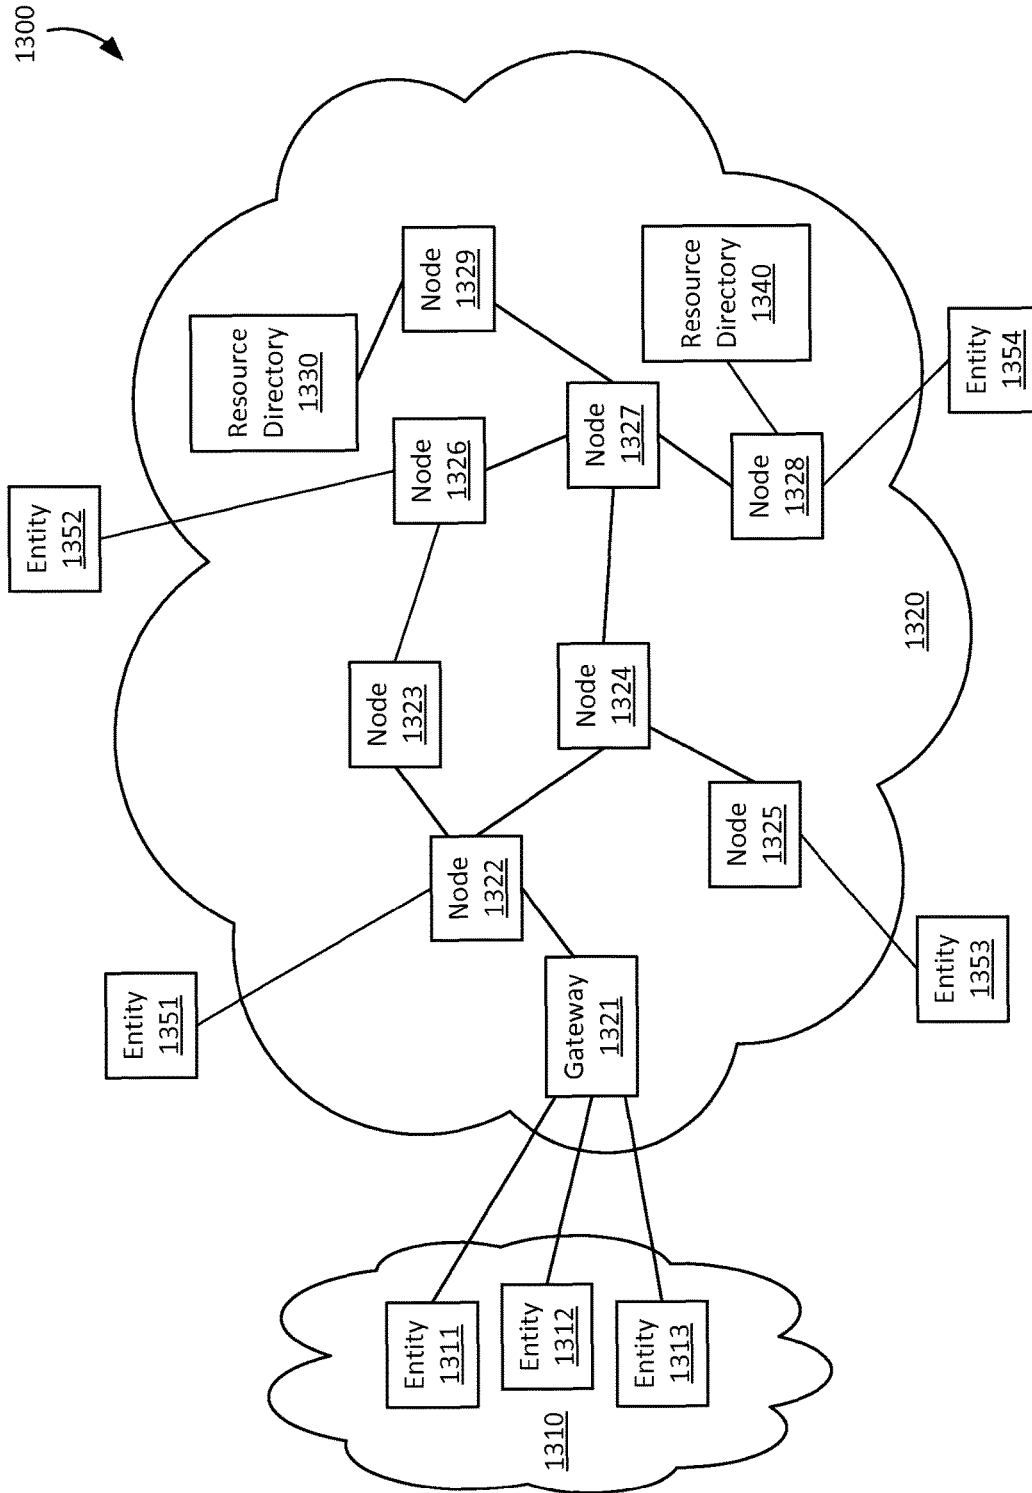 1300
Entity
1352
Resource
Directory
1330
Node
1329
Node
1326
Entity
1351
Node
1323
Node
1327
Resource
Directory
1340
Node
1322
Node
1324
Node
1328
Entity
1354
Gateway
1321
Node
1325
1320
Entity
1353
Entity
1311
Entity
1312
Entity
1313
1310